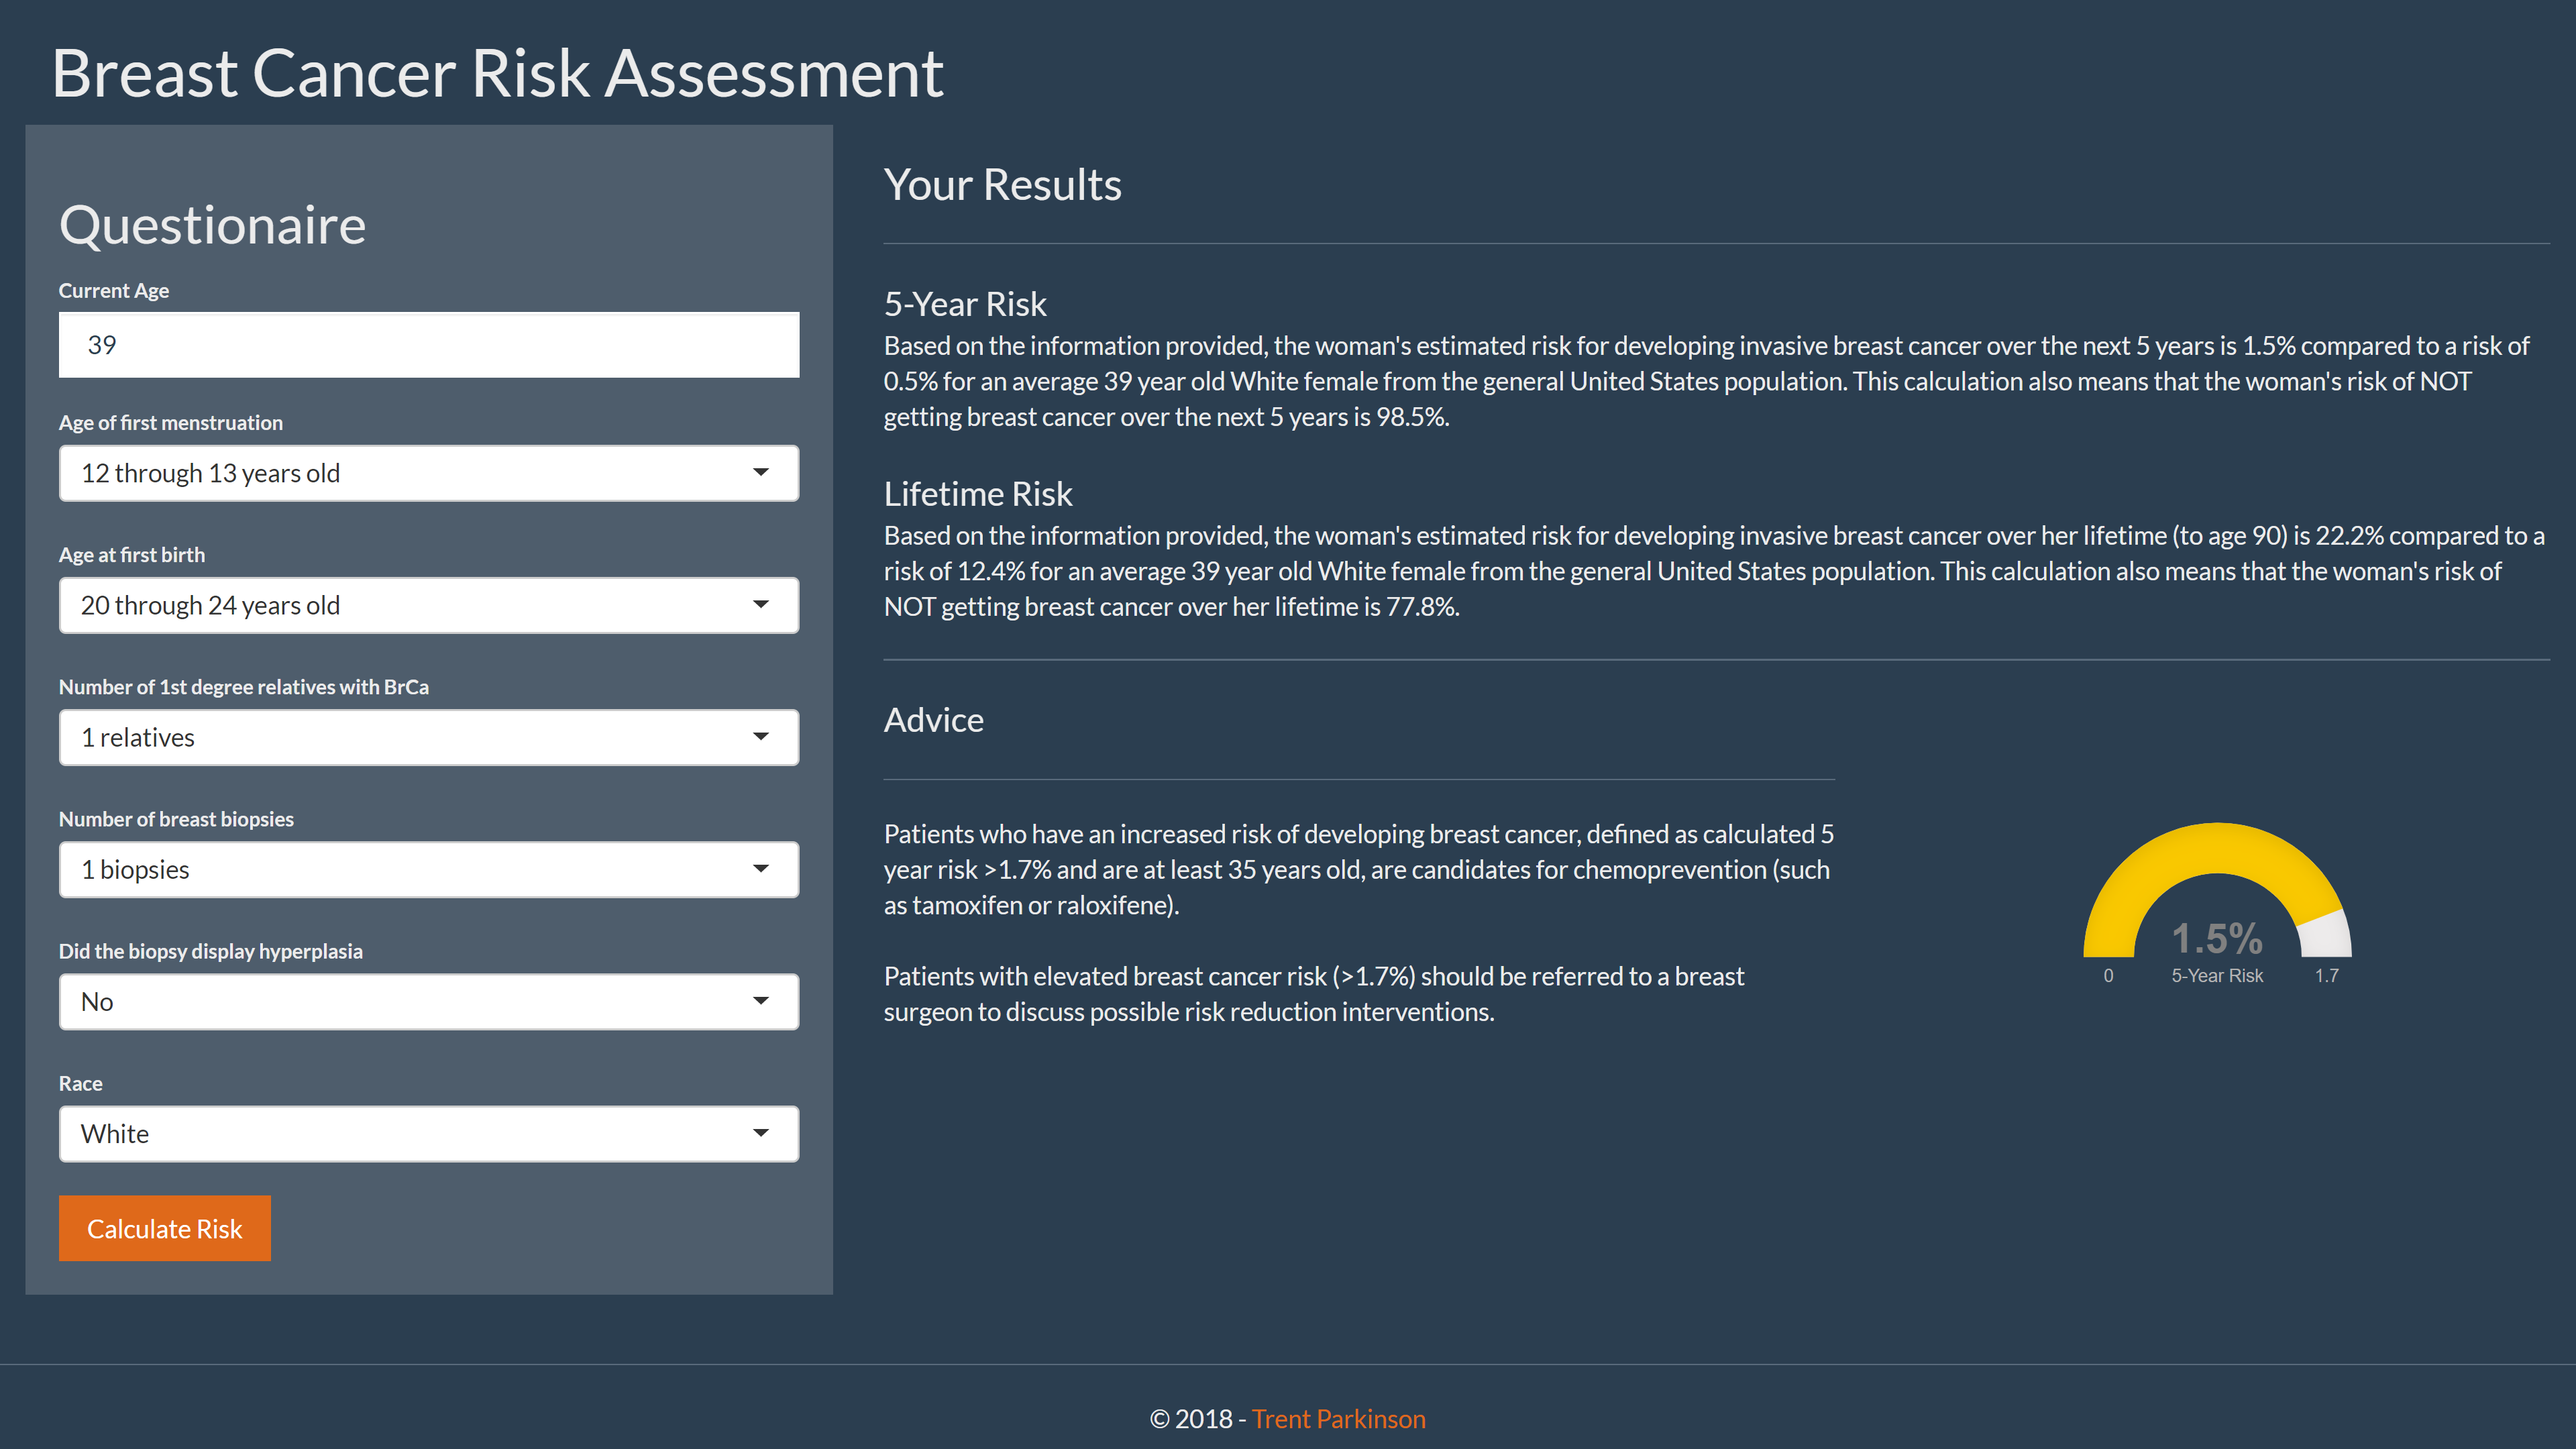 Breast Cancer Risk Assessment
Questionaire
Current Age
39
Age of first menstruation
12 through 13 years old
Age at first birth
20 through 24 years old
Number of 1st degree relatives with BrCa
1 relatives
Number of breast biopsies
1 biopsies
Did the biopsy display hyperplasia
No
Race
White
Calculate Risk
Your Results
5-Year Risk
Based on the information provided, the woman's estimated risk for developing invasive breast cancer over the next 5 years is 1.5% compared to a risk of
0.5% for an average 39 year old White female from the general United States population. This calculation also means that the woman's risk of NOT
getting breast cancer over the next 5 years is 98.5%.
Lifetime Risk
Based on the information provided, the woman's estimated risk for developing invasive breast cancer over her lifetime (to age 90) is 22.2% compared to a
risk of 12.4% for an average 39 year old White female from the general United States population. This calculation also means that the woman's risk of
NOT getting breast cancer over her lifetime is 77.8%.
Advice
Patients who have an increased risk of developing breast cancer, defined as calculated 5
year risk >1.7% and are at least 35 years old, are candidates for chemoprevention (such
as tamoxifen or raloxifene).
Patients with elevated breast cancer risk (>1.7%) should be referred to a breast
surgeon to discuss possible risk reduction interventions.
1.5%
0 5-Year Risk 1.7
© 2018 - Trent Parkinson